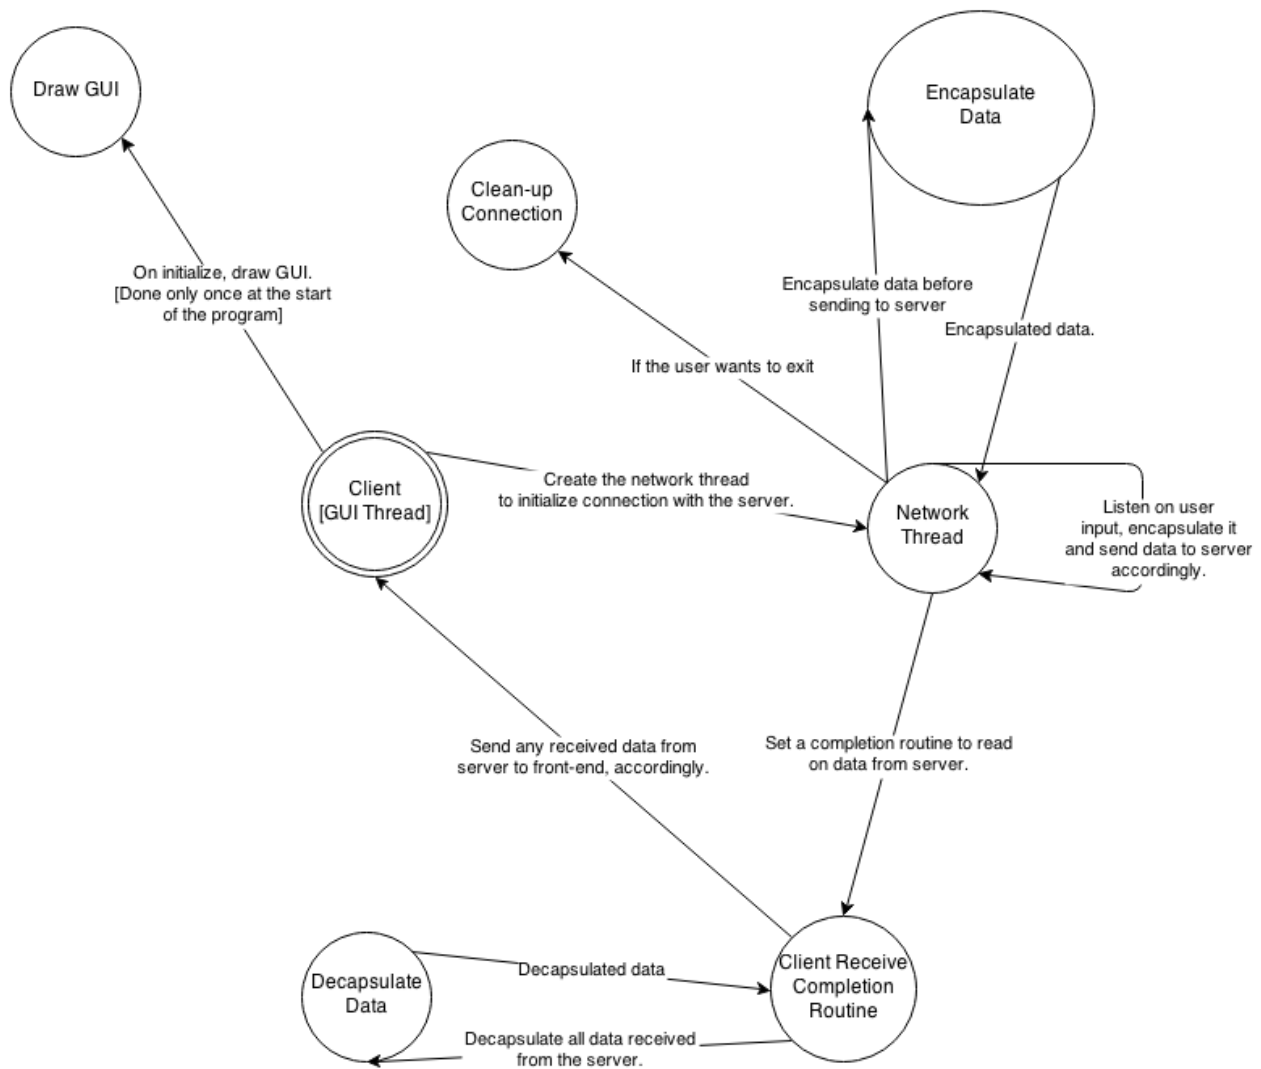 Draw GUI
Encapsulate
Data
Clean-up
Connection
On initialize, draw GUI.
[Done only once at the start
of the program]
Encapsulate data before
sending to server
Encapsulated data.
If the user wants to exit
Client
[GUI Thread]
Create the network thread
to initialize connection with the server.
Network
Thread
Listen on user
input, encapsulate it
and send data to server
accordingly.
Send any received data from
server to front-end, accordingly.
Set a completion routine to read
on data from server.
Decapsulate
Data
Decapsulated data
Client Receive
Completion
Routine
Decapsulate all data received
from the server.